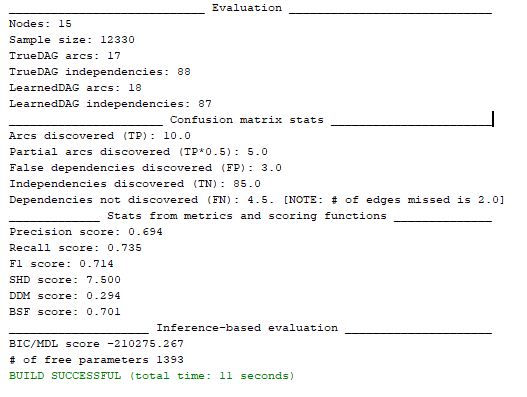 ____________________________ Evaluation _____________________________
Nodes: 15
Sample size: 12330
TrueDAG arcs: 17
TrueDAG independencies: 88
LearnedDAG arcs: 18
LearnedDAG independencies: 87
______________________ Confusion matrix stats _______________________
Arcs discovered (TP): 10.0
Partial arcs discovered (TP*0.5): 5.0
False dependencies discovered (FP): 3.0
Independencies discovered (TN): 85.0
Dependencies not discovered (FN): 4.5. [NOTE: # of edges missed is 2.0]
_____________ Stats from metrics and scoring functions ______________
Precision score: 0.694
Recall score: 0.735
F1 score: 0.714
SHD score: 7.500
DDM score: 0.294
BSF score: 0.701
____________________ Inference-based evaluation _____________________
BIC/MDL score -210275.267
# of free parameters 1393
BUILD SUCCESSFUL (total time: 11 seconds)